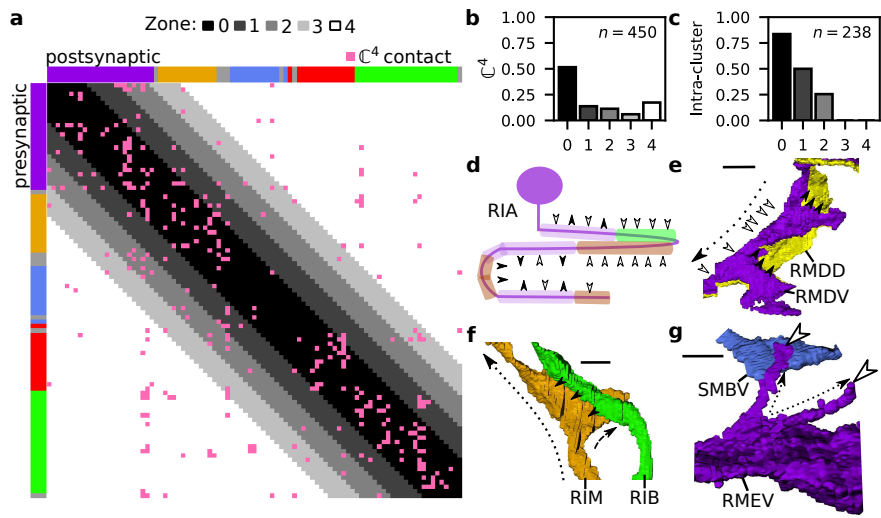 a
Zone: 0 1 2 3 4
postsynaptic
ℂ⁴ contact
presynaptic
b
1.00
0.75
0.50
0.25
0.00
ℂ⁴
n = 450
0 1 2 3 4
c
1.00
0.75
0.50
0.25
0.00
Intra-cluster
n = 238
0 1 2 3 4
d
RIA
e
RMDD
RMDV
f
RIM
RIB
g
SMBV
RMEV